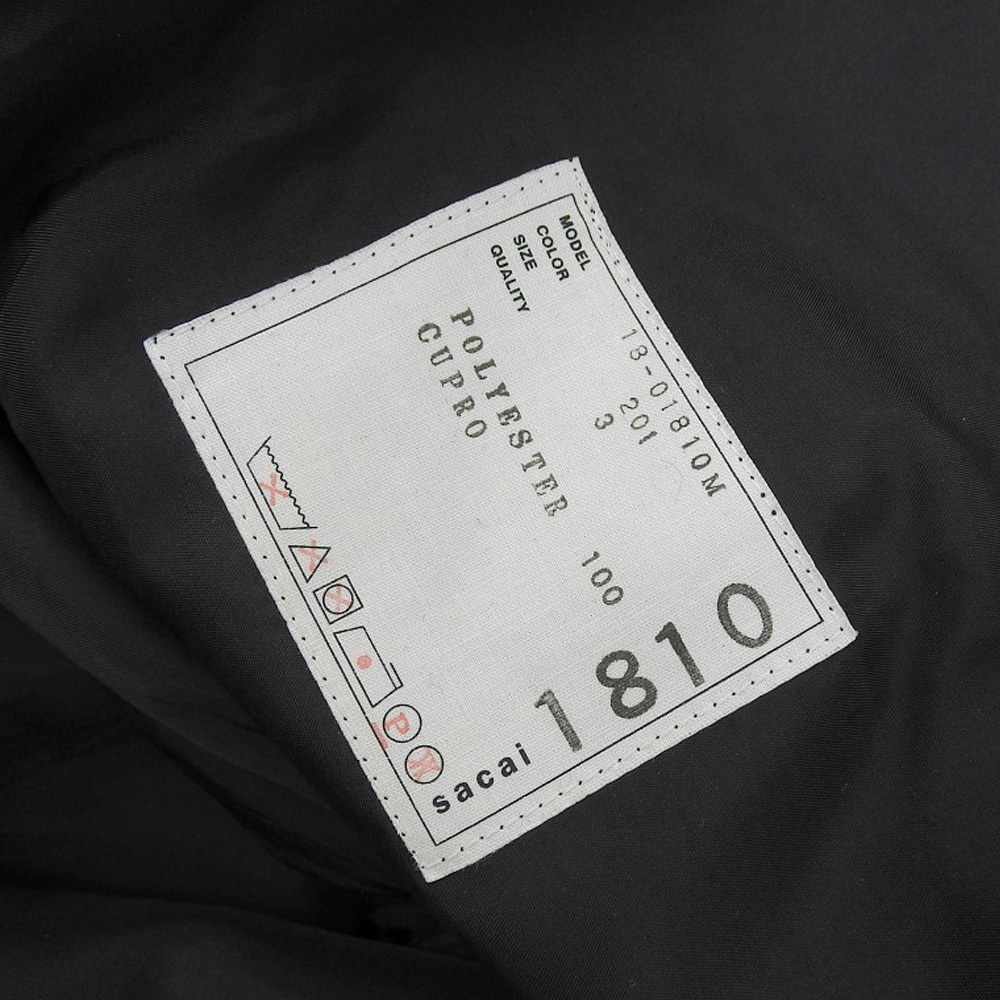 MODEL 18-01810M
COLOR 201
SIZE 3
QUALITY
POLYESTER 100
CUPRO
1810
P
W
sacai